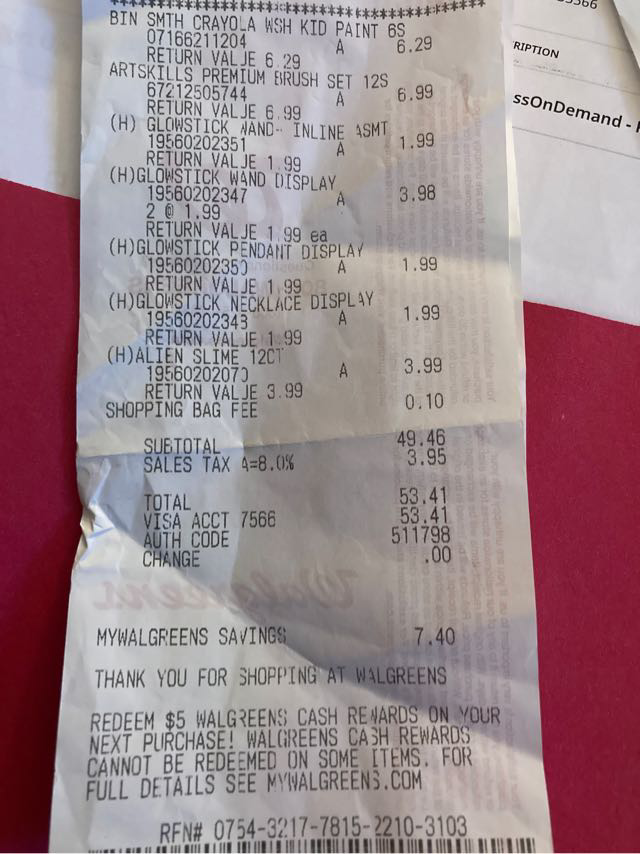 5366
RIPTION
ssOnDemand -
BIN SMTH CRAYOLA WSH KID PAINT 6S
07166211204 A 6.29
RETURN VALUE 6.29
ARTSKILLS PREMIUM BRUSH SET 12S
67212505744 A 6.99
RETURN VALUE 6.99
(H) GLOWSTICK WAND- INLINE ASMT
19560202351 A 1.99
RETURN VALUE 1.99
(H)GLOWSTICK WAND DISPLAY
19560202347 A 3.98
2 @ 1.99
RETURN VALUE 1.99 ea
(H)GLOWSTICK PENDANT DISPLAY
19560202350 A 1.99
RETURN VALUE 1.99
(H)GLOWSTICK NECKLACE DISPLAY
19560202348 A 1.99
RETURN VALUE 1.99
(H)ALIEN SLIME 12CT
19560202070 A 3.99
RETURN VALUE 3.99
SHOPPING BAG FEE 0.10
SUBTOTAL 49.46
SALES TAX A=8.0% 3.95
TOTAL 53.41
VISA ACCT 7566 53.41
AUTH CODE 511798
CHANGE .00
Walgreens
MYWALGREENS SAVINGS 7.40
THANK YOU FOR SHOPPING AT WALGREENS
REDEEM $5 WALGREENS CASH REWARDS ON YOUR
NEXT PURCHASE! WALGREENS CASH REWARDS
CANNOT BE REDEEMED ON SOME ITEMS. FOR
FULL DETAILS SEE MYWALGREENS.COM
RFN# 0754-3217-7815-2210-3103